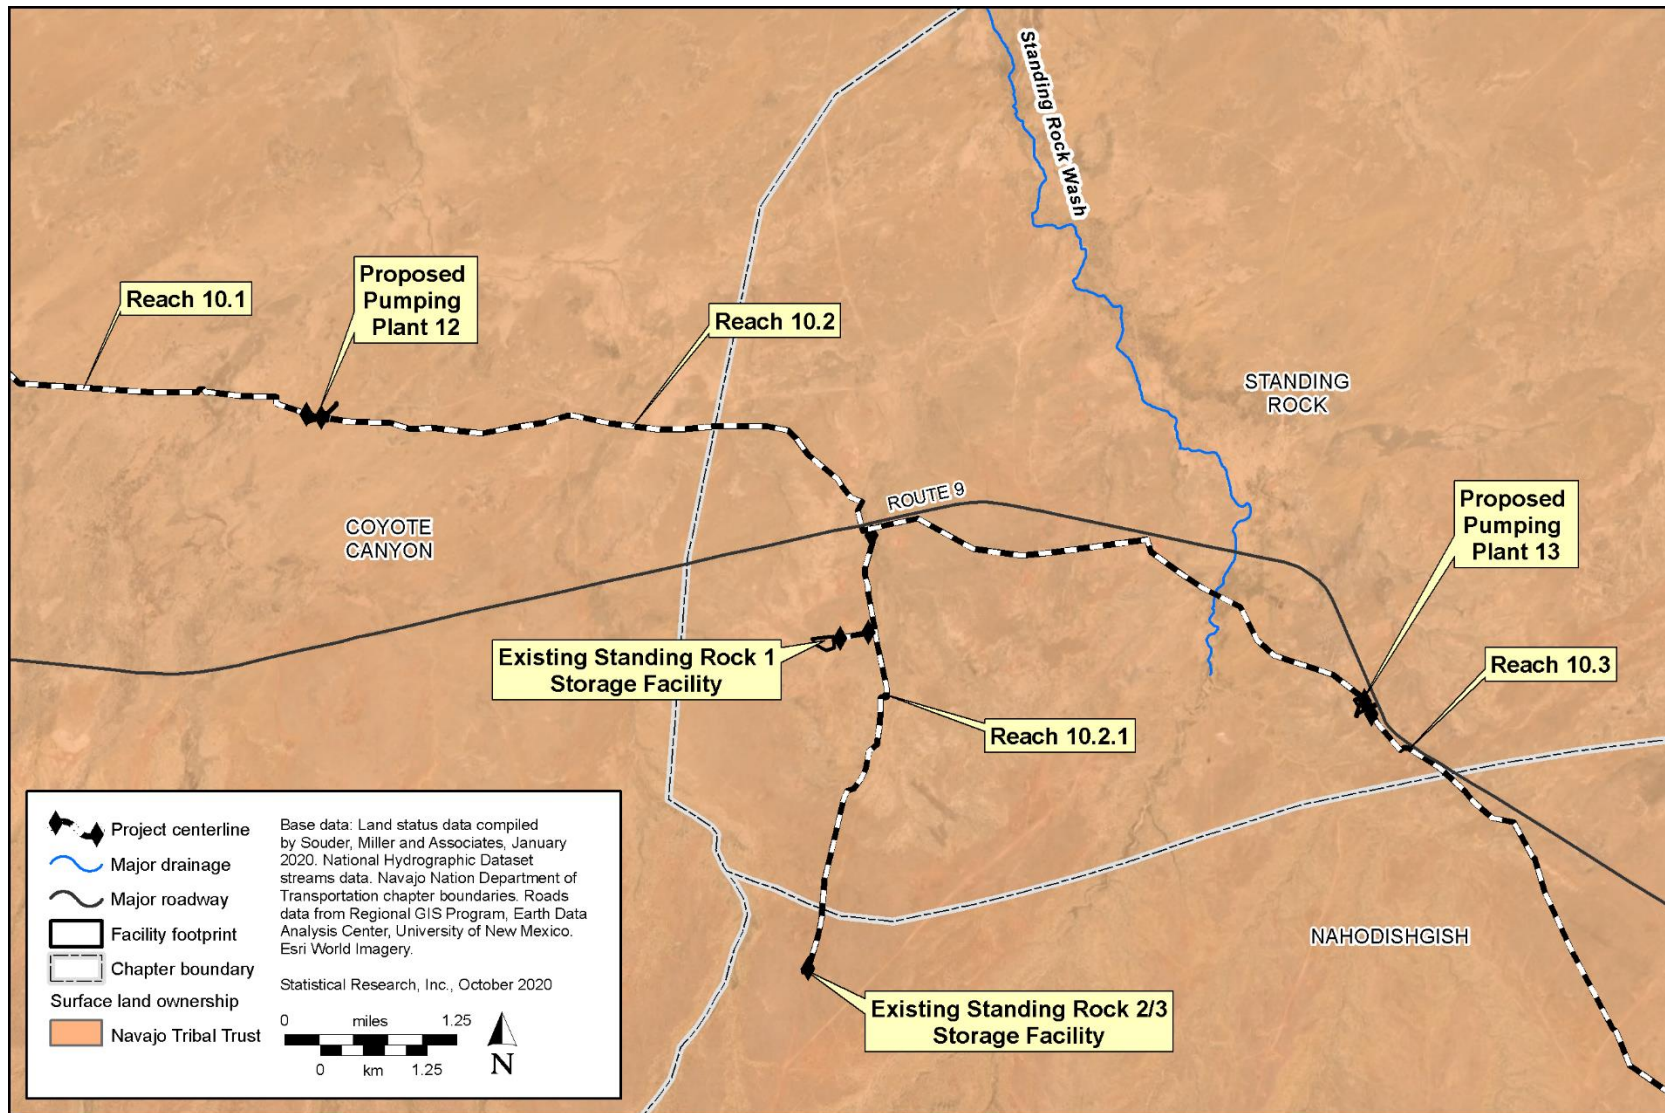 Standing Rock Wash
Reach 10.1
Proposed
Pumping
Plant 12
Reach 10.2
STANDING
ROCK
ROUTE 9
COYOTE
CANYON
Proposed
Pumping
Plant 13
Existing Standing Rock 1
Storage Facility
Reach 10.3
Reach 10.2.1
NAHODISHGISH
Existing Standing Rock 2/3
Storage Facility
Project centerline
Major drainage
Major roadway
Facility footprint
Chapter boundary
Surface land ownership
Navajo Tribal Trust
Base data: Land status data compiled
by Souder, Miller and Associates, January
2020. National Hydrographic Dataset
streams data. Navajo Nation Department of
Transportation chapter boundaries. Roads
data from Regional GIS Program, Earth Data
Analysis Center, University of New Mexico.
Esri World Imagery.
Statistical Research, Inc., October 2020
0 miles 1.25
0 km 1.25
N